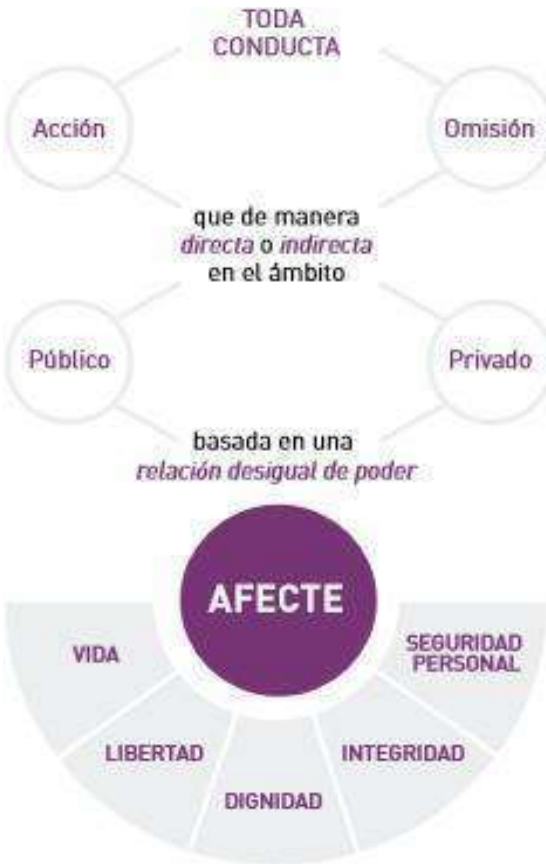 TODA
CONDUCTA
Acción
Omisión
que de manera
directa o indirecta
en el ámbito
Público
Privado
basada en una
relación desigual de poder
AFECTE
VIDA
SEGURIDAD
PERSONAL
LIBERTAD
INTEGRIDAD
DIGNIDAD